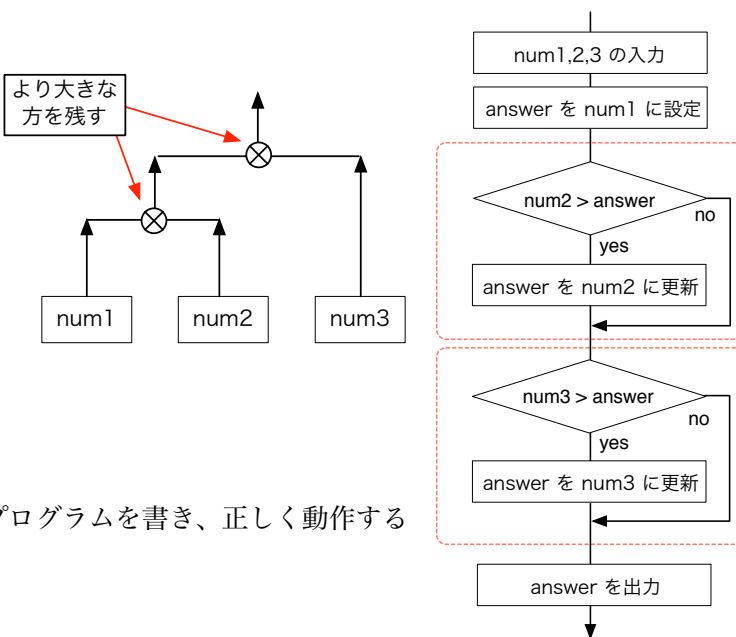 より大きな
方を残す
num1
num2
num3
プログラムを書き、正しく動作する
num1,2,3 の入力
answer を num1 に設定
num2 > answer
no
yes
answer を num2 に更新
num3 > answer
no
yes
answer を num3 に更新
answer を出力